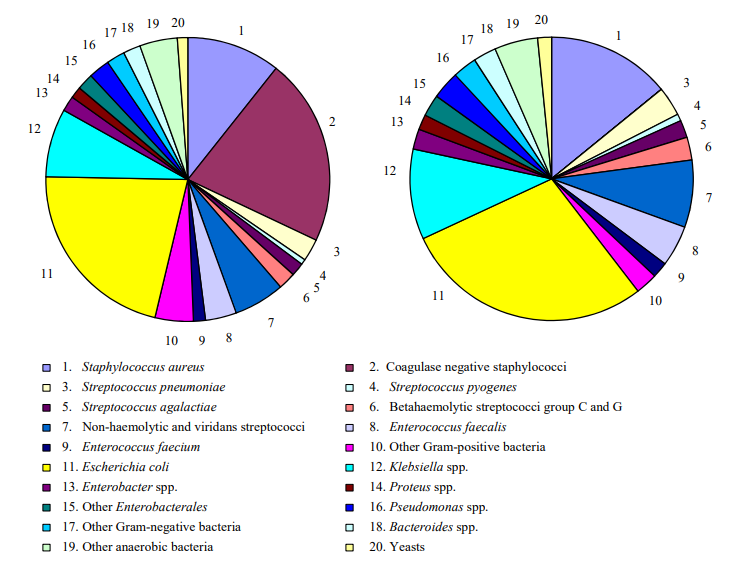 1
2
3
4
5
6
7
8
9
10
11
12
13
14
15
16
17
18
19
20
1
3
4
5
6
7
8
9
10
11
12
13
14
15
16
17
18
19
20
1. Staphylococcus aureus
2. Coagulase negative staphylococci
3. Streptococcus pneumoniae
4. Streptococcus pyogenes
5. Streptococcus agalactiae
6. Betahaemolytic streptococci group C and G
7. Non-haemolytic and viridans streptococci
8. Enterococcus faecalis
9. Enterococcus faecium
10. Other Gram-positive bacteria
11. Escherichia coli
12. Klebsiella spp.
13. Enterobacter spp.
14. Proteus spp.
15. Other Enterobacterales
16. Pseudomonas spp.
17. Other Gram-negative bacteria
18. Bacteroides spp.
19. Other anaerobic bacteria
20. Yeasts